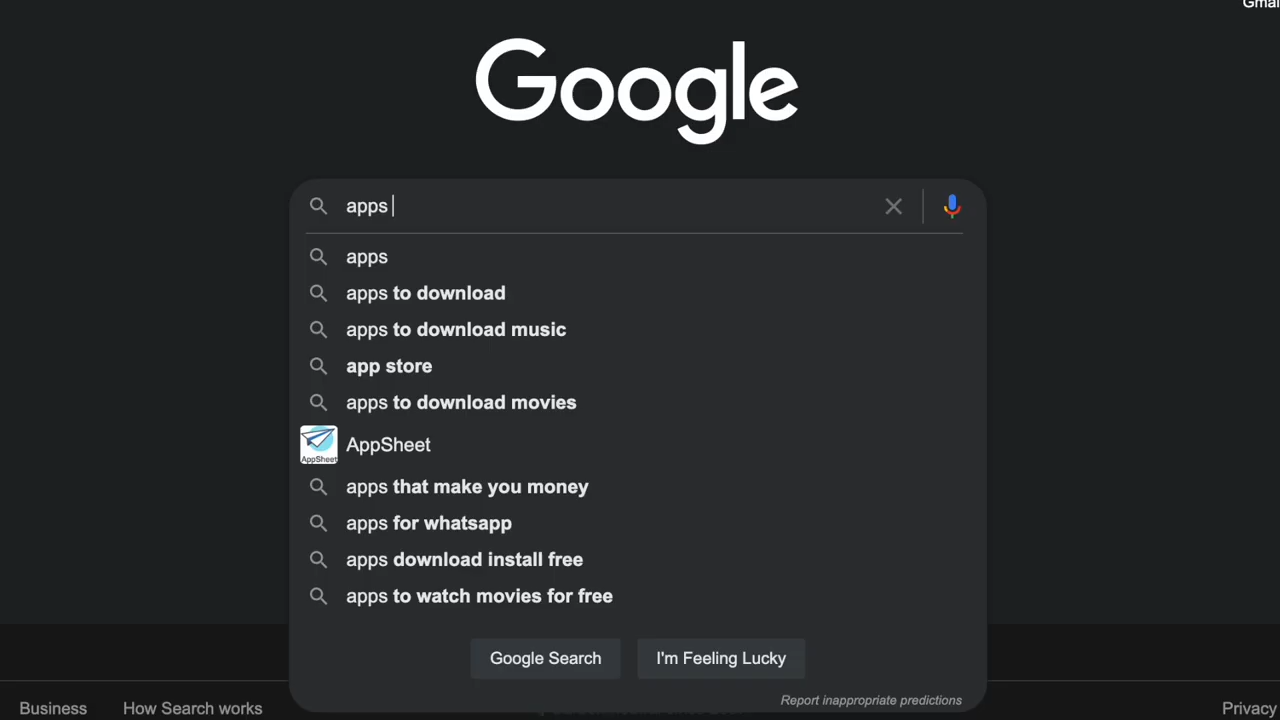 Gmail
Google
apps
apps
apps to download
apps to download music
app store
apps to download movies
AppSheet
AppSheet
apps that make you money
apps for whatsapp
apps download install free
apps to watch movies for free
Google Search
I'm Feeling Lucky
Report inappropriate predictions
Business
How Search works
Privacy